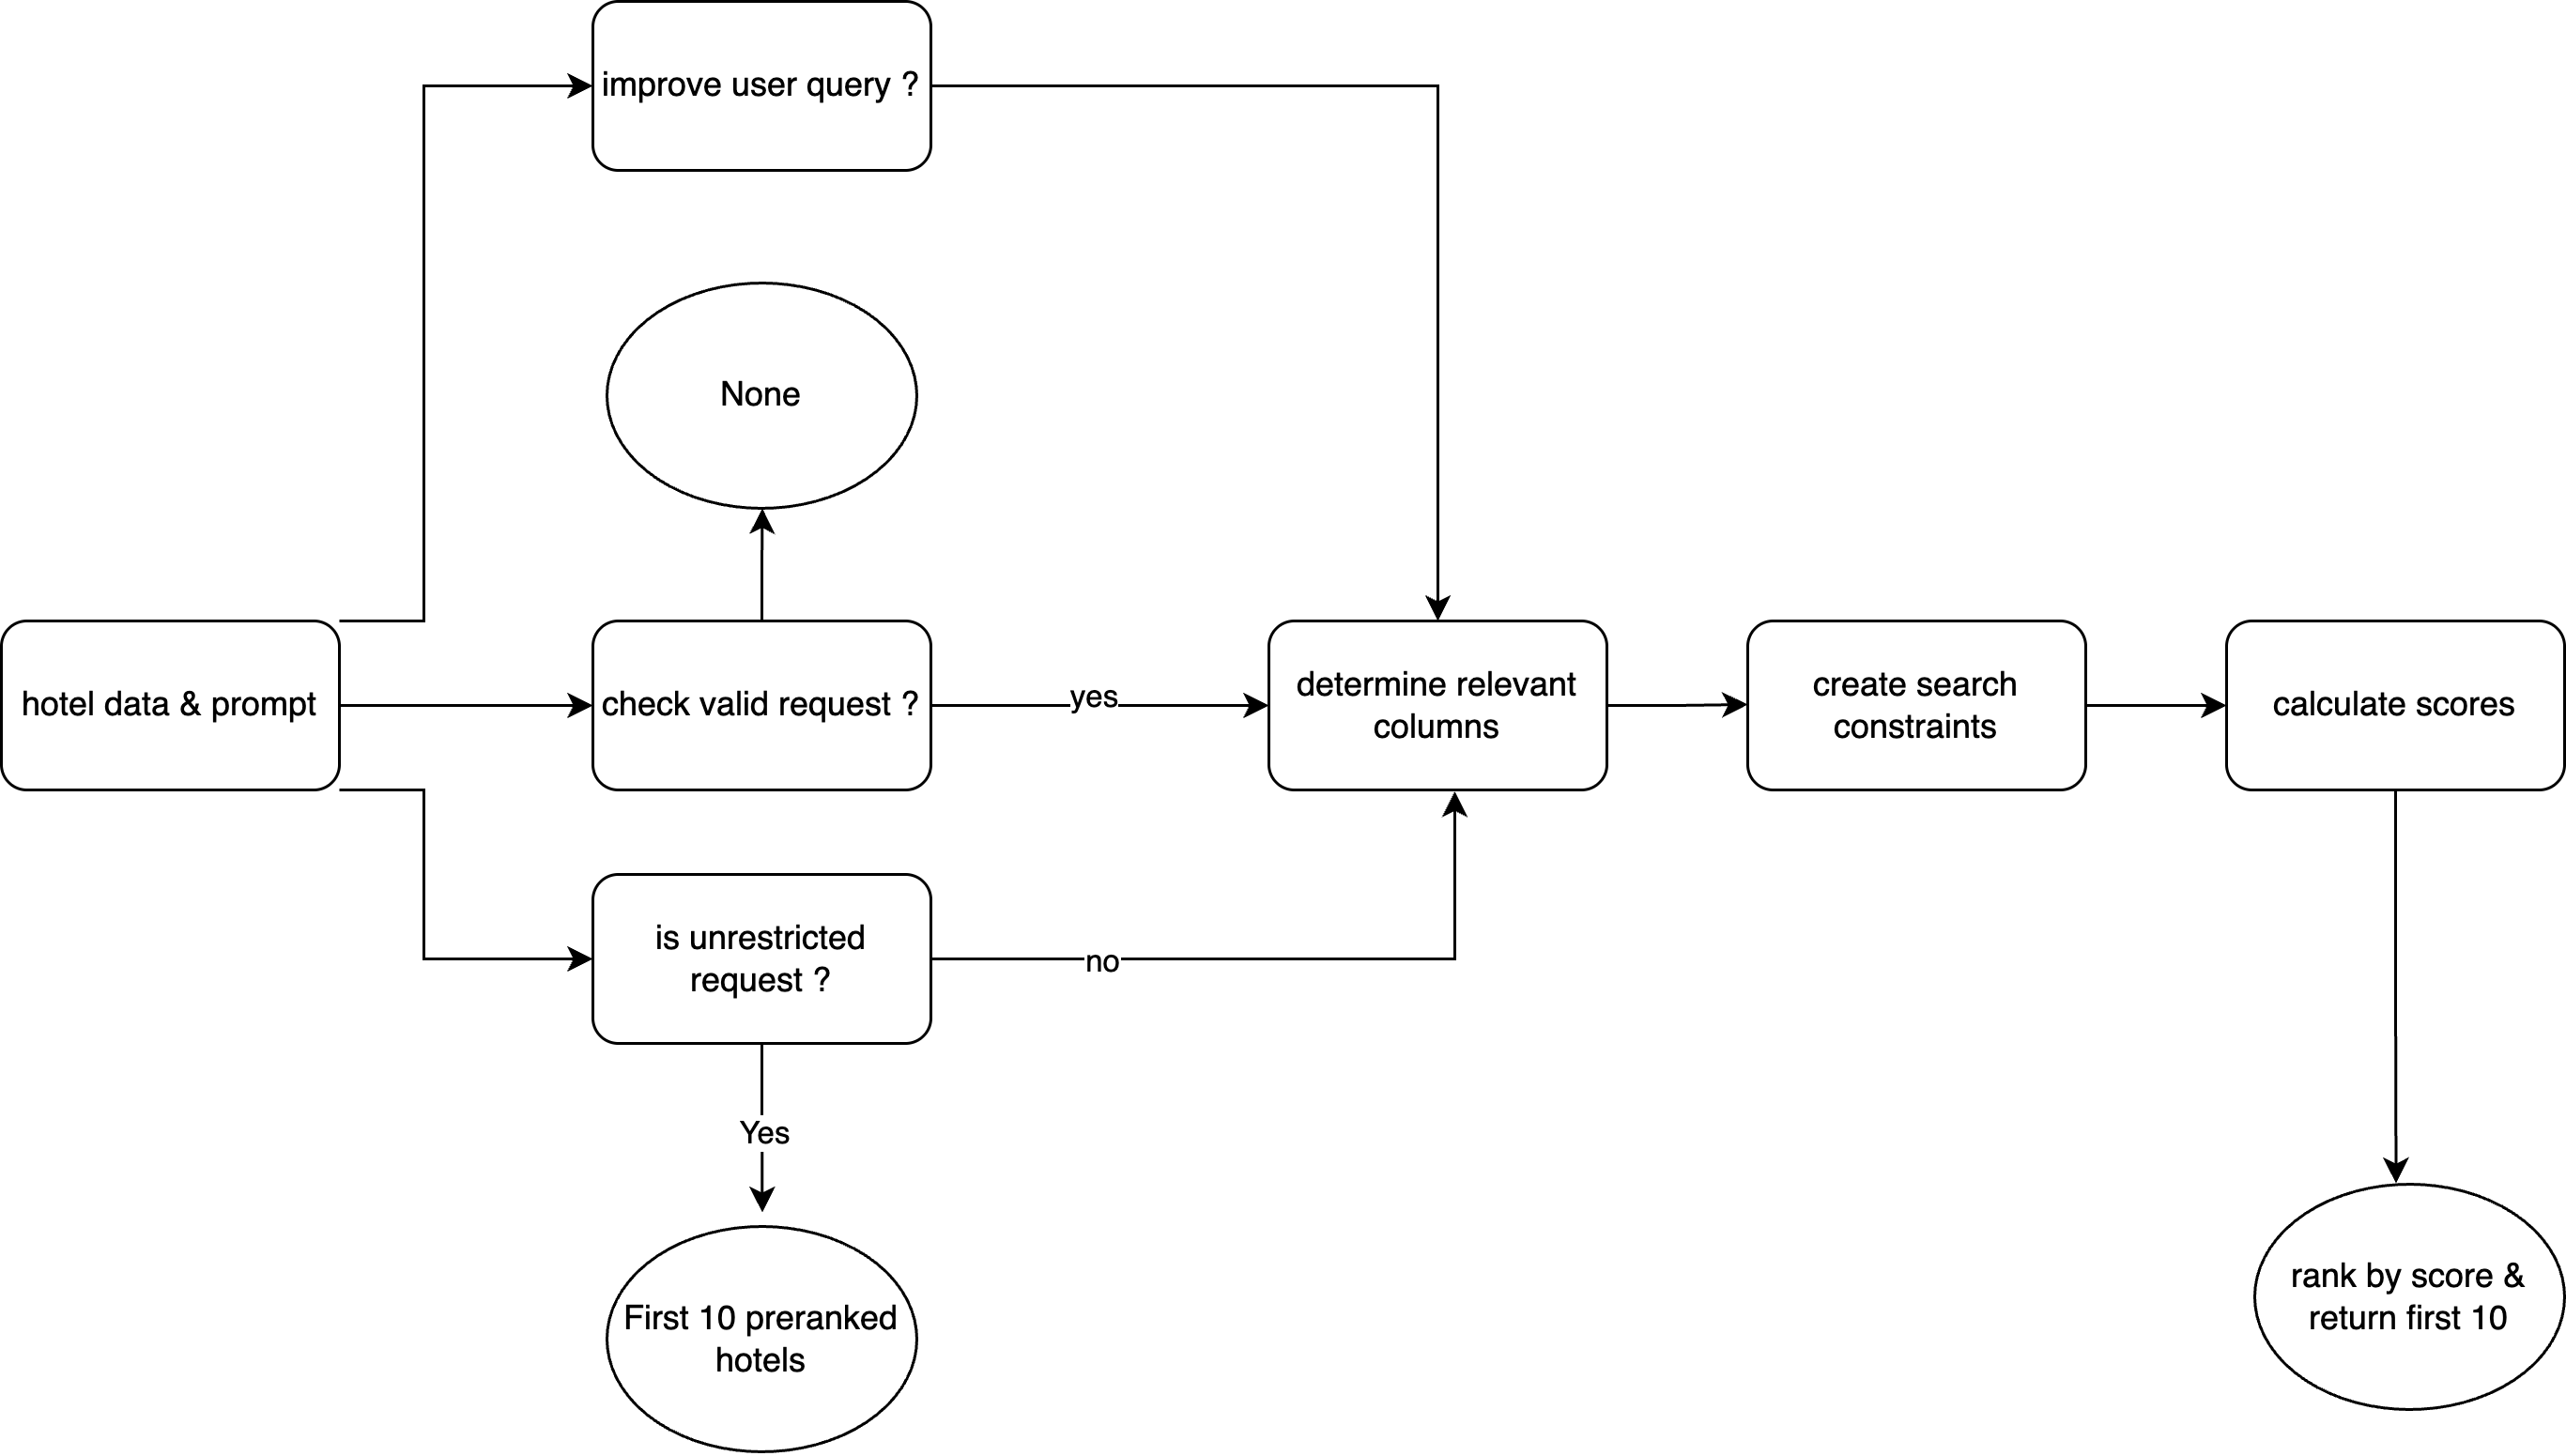 improve user query ?
None
hotel data & prompt
check valid request ?
yes
determine relevant
columns
create search
constraints
calculate scores
is unrestricted
request ?
no
Yes
First 10 preranked
hotels
rank by score &
return first 10